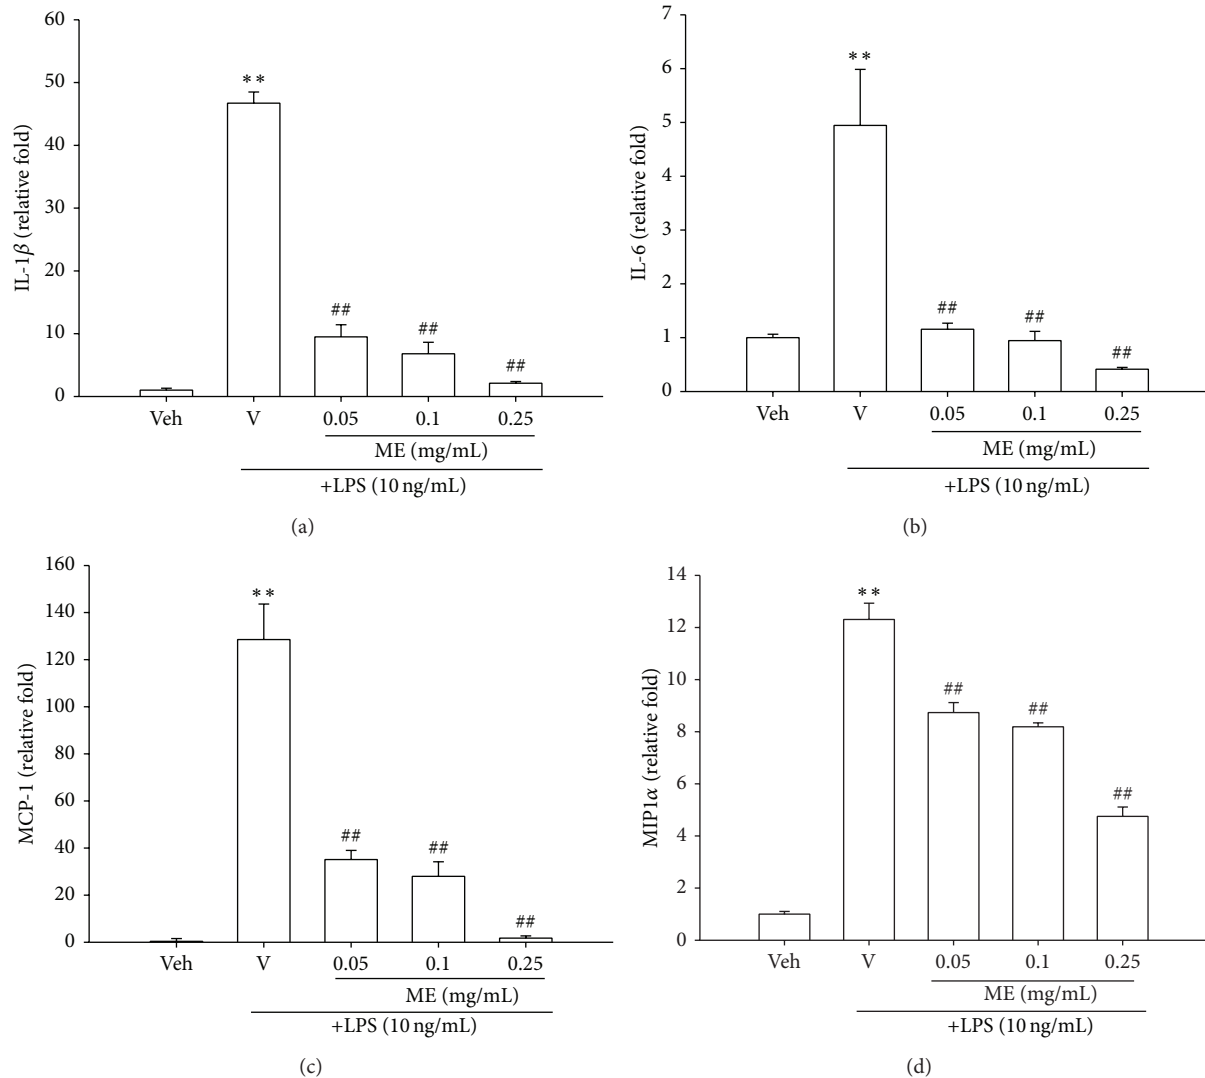 60
50
40
30
20
10
0
IL-1β (relative fold)
**
##
##
##
Veh V 0.05 0.1 0.25
ME (mg/mL)
+LPS (10 ng/mL)
(a)
7
6
5
4
3
2
1
0
IL-6 (relative fold)
**
##
##
##
Veh V 0.05 0.1 0.25
ME (mg/mL)
+LPS (10 ng/mL)
(b)
160
140
120
100
80
60
40
20
0
MCP-1 (relative fold)
**
##
##
##
Veh V 0.05 0.1 0.25
ME (mg/mL)
+LPS (10 ng/mL)
(c)
14
12
10
8
6
4
2
0
MIP1α (relative fold)
**
##
##
##
Veh V 0.05 0.1 0.25
ME (mg/mL)
+LPS (10 ng/mL)
(d)